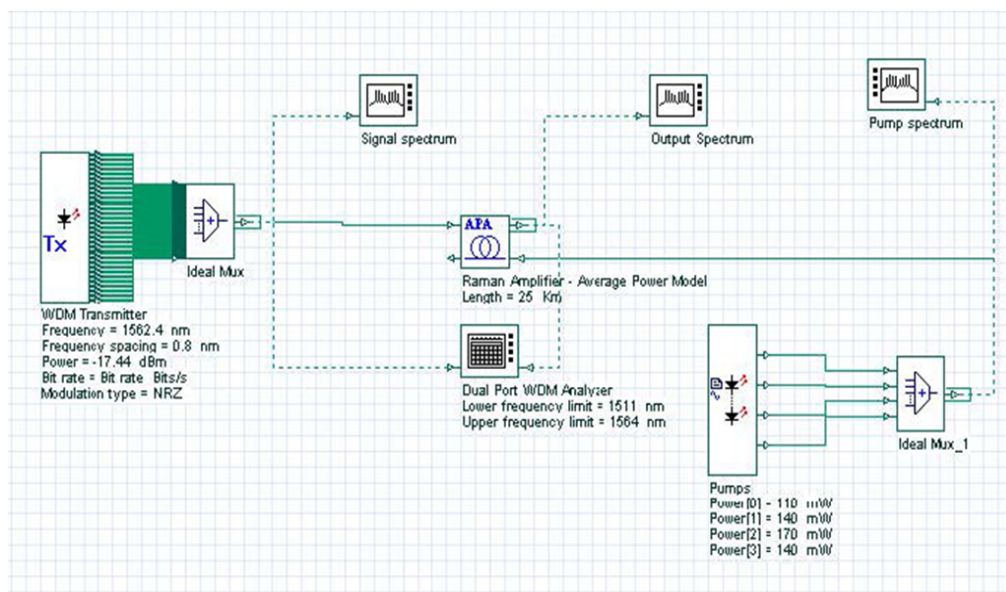 Signal spectrum
Output Spectrum
Pump spectrum
Tx
Ideal Mux
WDM Transmitter
Frequency = 1562.4 nm
Frequency spacing = 0.8 nm
Power = -17.44 dBm
Bit rate = Bit rate Bits/s
Modulation type = NRZ
APA
Raman Amplifier - Average Power Model
Length = 25 Km
Dual Port WDM Analyzer
Lower frequency limit = 1511 nm
Upper frequency limit = 1564 nm
Ideal Mux_1
Pumps
Power[0] = 110 mW
Power[1] = 140 mW
Power[2] = 170 mW
Power[3] = 140 mW